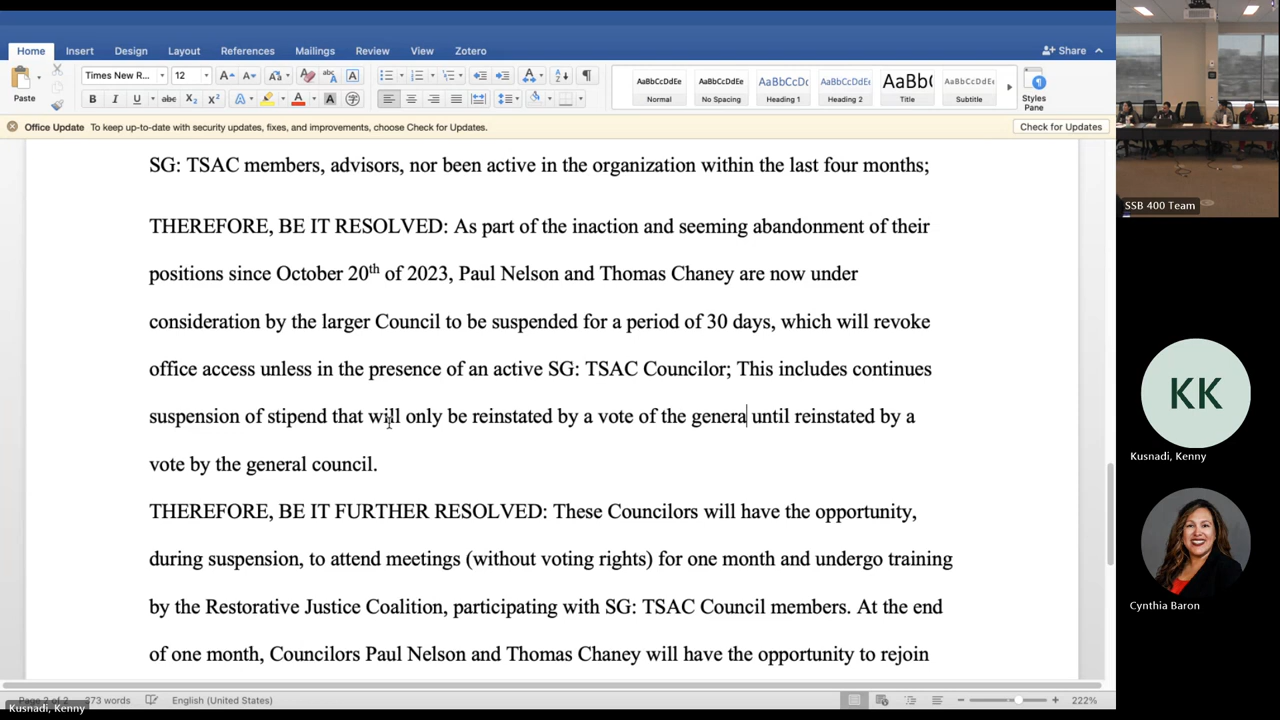 Home Insert Design Layout References Mailings Review View Zotero
Share
Times New R... 12
Paste
AaBbCcDdEe AaBbCcDdEe AaBbCcDc AaBbCcDdE AaBb( AaBbCcDdEe
Normal No Spacing Heading 1 Heading 2 Title Subtitle
Styles
Pane
Office Update To keep up-to-date with security updates, fixes, and improvements, choose Check for Updates.
Check for Updates
SG: TSAC members, advisors, nor been active in the organization within the last four months;
THEREFORE, BE IT RESOLVED: As part of the inaction and seeming abandonment of their
positions since October 20th of 2023, Paul Nelson and Thomas Chaney are now under
consideration by the larger Council to be suspended for a period of 30 days, which will revoke
office access unless in the presence of an active SG: TSAC Councilor; This includes continues
suspension of stipend that will only be reinstated by a vote of the genera until reinstated by a
vote by the general council.
THEREFORE, BE IT FURTHER RESOLVED: These Councilors will have the opportunity,
during suspension, to attend meetings (without voting rights) for one month and undergo training
by the Restorative Justice Coalition, participating with SG: TSAC Council members. At the end
of one month, Councilors Paul Nelson and Thomas Chaney will have the opportunity to rejoin
Page 2 of 2 373 words English (United States)
222%
Kusnadi, Kenny
SSB 400 Team
KK
Kusnadi, Kenny
Cynthia Baron